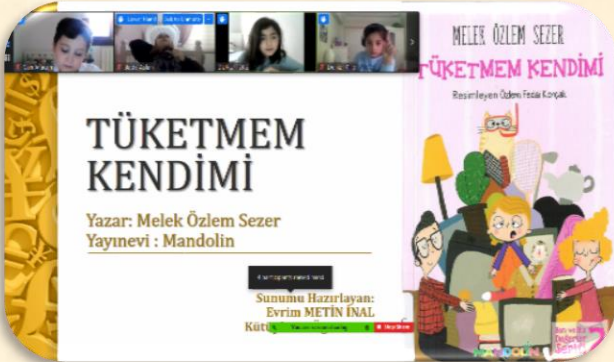 TÜKETMEM
KENDİMİ
Yazar: Melek Özlem Sezer
Yayınevi : Mandolin
Sunumu Hazırlayan:
Evrim METİN İNAL
MELEK ÖZLEM SEZER
TÜKETMEM KENDİMİ
Resimleyen Özlem Fedai Korçak